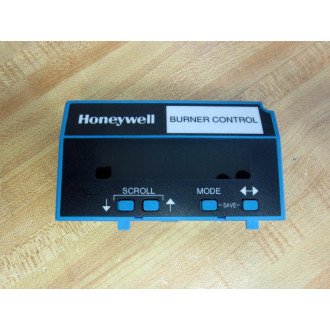 Honeywell
BURNER CONTROL
SCROLL
MODE
SAVE